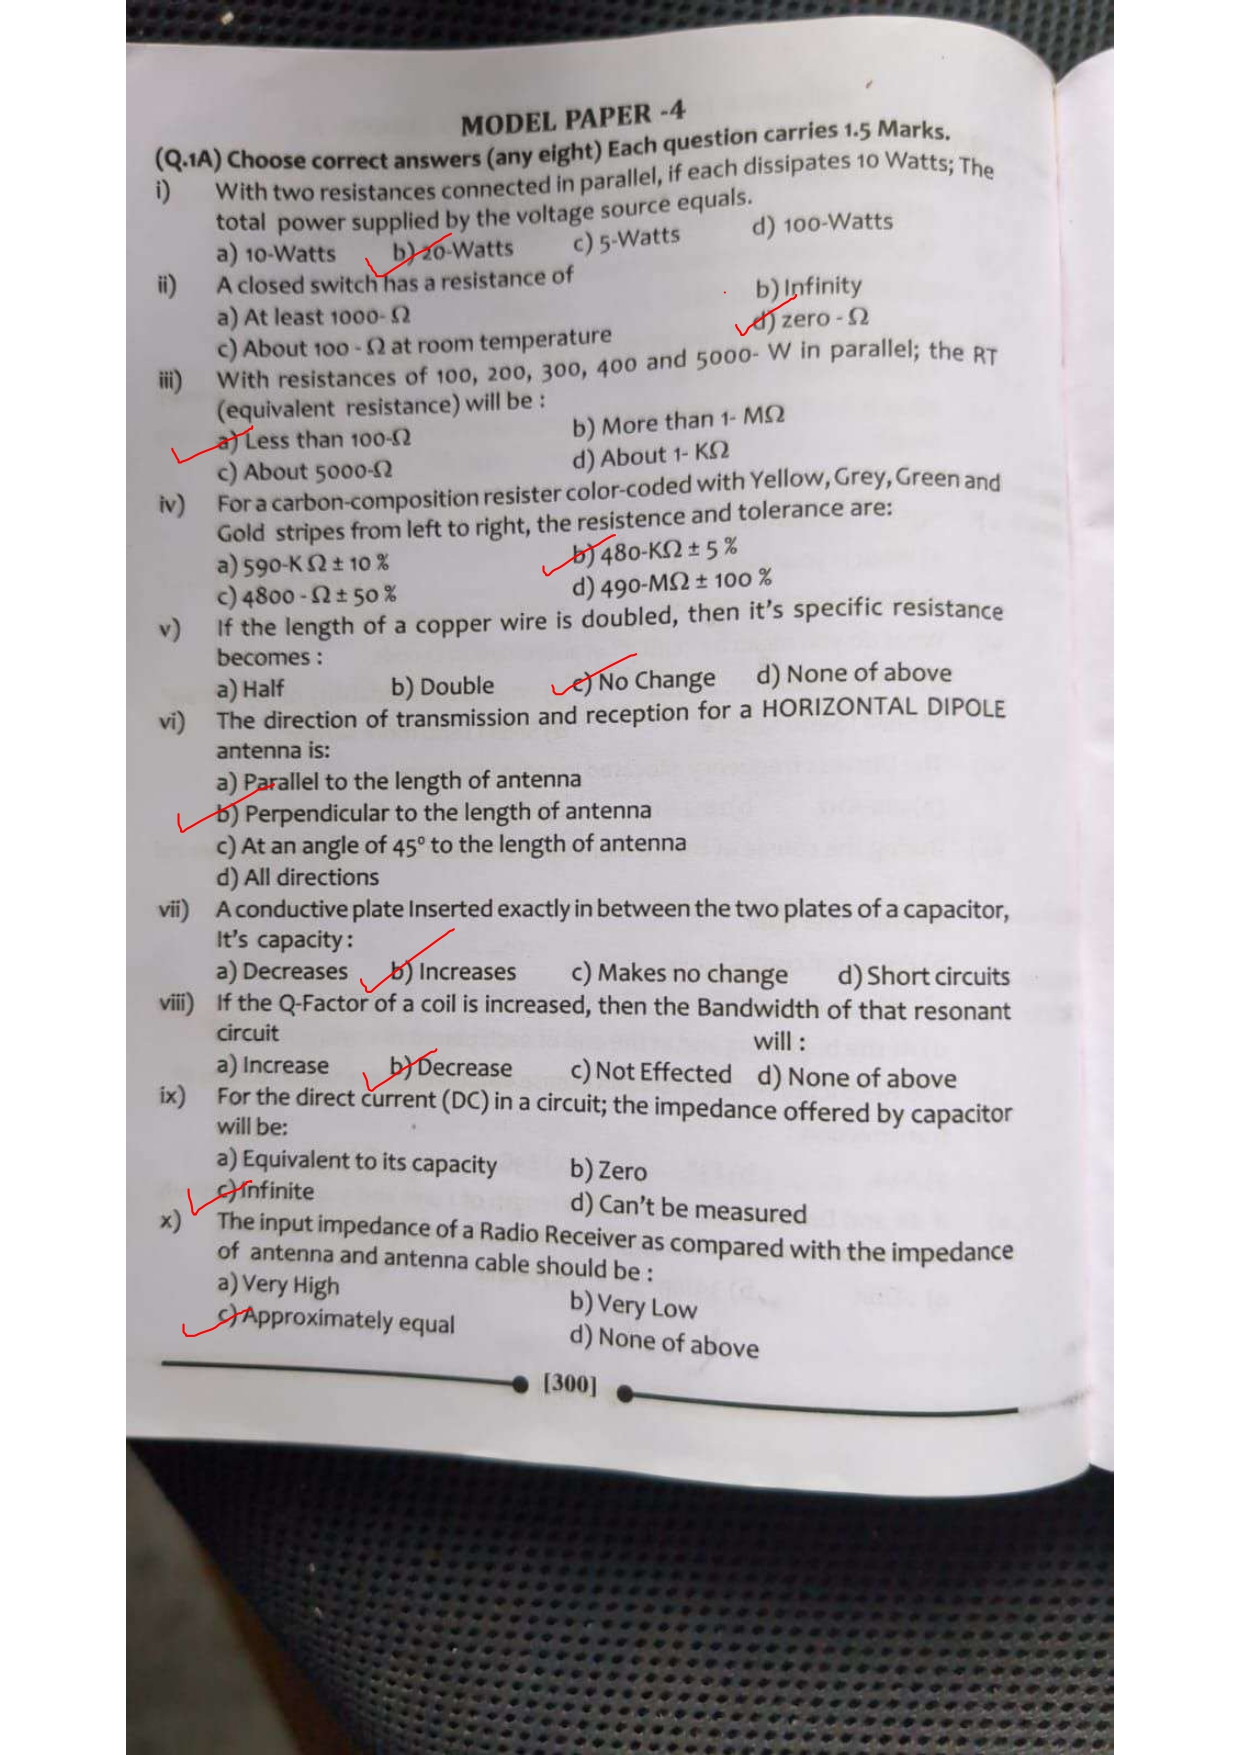 MODEL PAPER -4
(Q.1A) Choose correct answers (any eight) Each question carries 1.5 Marks.
i) With two resistances connected in parallel, if each dissipates 10 Watts; The
total power supplied by the voltage source equals.
a) 10-Watts b) 20-Watts c) 5-Watts d) 100-Watts
ii) A closed switch has a resistance of
a) At least 1000- Ω b) Infinity
c) About 100 - Ω at room temperature d) zero - Ω
iii) With resistances of 100, 200, 300, 400 and 5000- W in parallel; the RT
(equivalent resistance) will be :
a) Less than 100-Ω b) More than 1- MΩ
c) About 5000-Ω d) About 1- KΩ
iv) For a carbon-composition resister color-coded with Yellow, Grey, Green and
Gold stripes from left to right, the resistence and tolerance are:
a) 590-K Ω ± 10 % b) 480-KΩ ± 5 %
c) 4800 - Ω ± 50 % d) 490-MΩ ± 100 %
v) If the length of a copper wire is doubled, then it's specific resistance
becomes :
a) Half b) Double c) No Change d) None of above
vi) The direction of transmission and reception for a HORIZONTAL DIPOLE
antenna is:
a) Parallel to the length of antenna
b) Perpendicular to the length of antenna
c) At an angle of 45° to the length of antenna
d) All directions
vii) A conductive plate Inserted exactly in between the two plates of a capacitor,
It's capacity :
a) Decreases b) Increases c) Makes no change d) Short circuits
viii) If the Q-Factor of a coil is increased, then the Bandwidth of that resonant
circuit will :
a) Increase b) Decrease c) Not Effected d) None of above
ix) For the direct current (DC) in a circuit; the impedance offered by capacitor
will be:
a) Equivalent to its capacity b) Zero
c) Infinite d) Can't be measured
x) The input impedance of a Radio Receiver as compared with the impedance
of antenna and antenna cable should be :
a) Very High b) Very Low
c) Approximately equal d) None of above
[300]